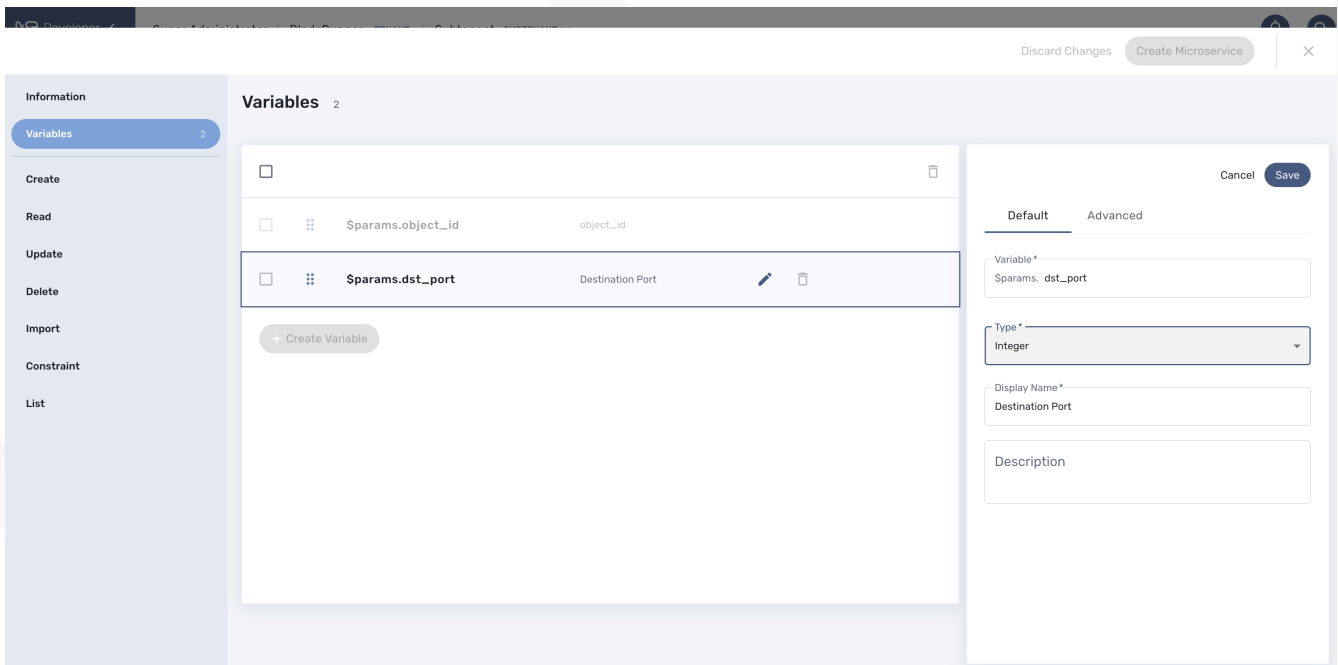 Discard Changes Create Microservice
Information
Variables 2
Create
Read
Update
Delete
Import
Constraint
List
Variables 2
$params.object_id object_id
$params.dst_port Destination Port
+ Create Variable
Cancel Save
Default Advanced
Variable*
$params. dst_port
Type*
Integer
Display Name*
Destination Port
Description